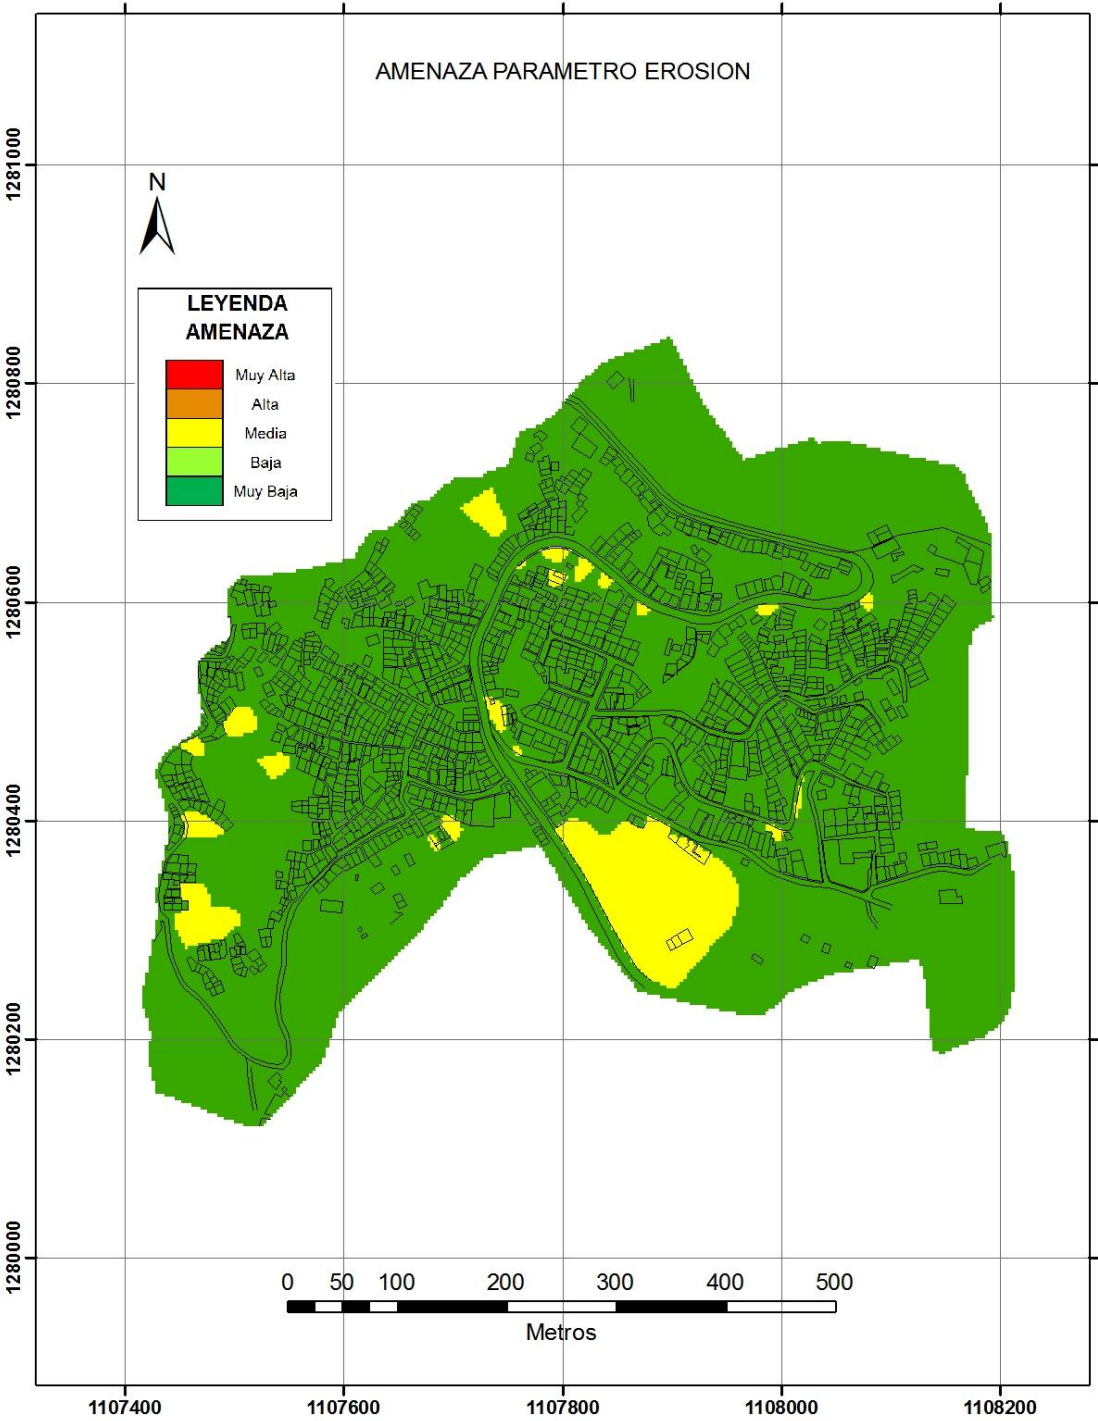 AMENAZA PARAMETRO EROSION
1281000
N
LEYENDA
AMENAZA
Muy Alta
Alta
Media
Baja
Muy Baja
1280800
1280600
1280400
1280200
1280000
0 50 100 200 300 400 500
Metros
1107400 1107600 1107800 1108000 1108200